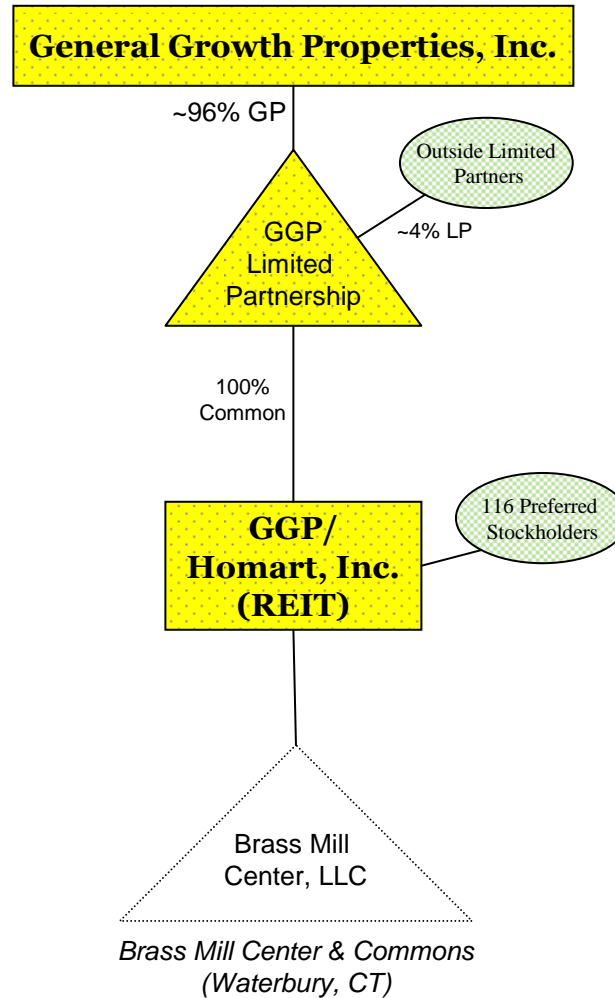 General Growth Properties, Inc.
~96% GP
Outside Limited
Partners
~4% LP
GGP
Limited
Partnership
100%
Common
116 Preferred
Stockholders
GGP/
Homart, Inc.
(REIT)
Brass Mill
Center, LLC
Brass Mill Center & Commons
(Waterbury, CT)